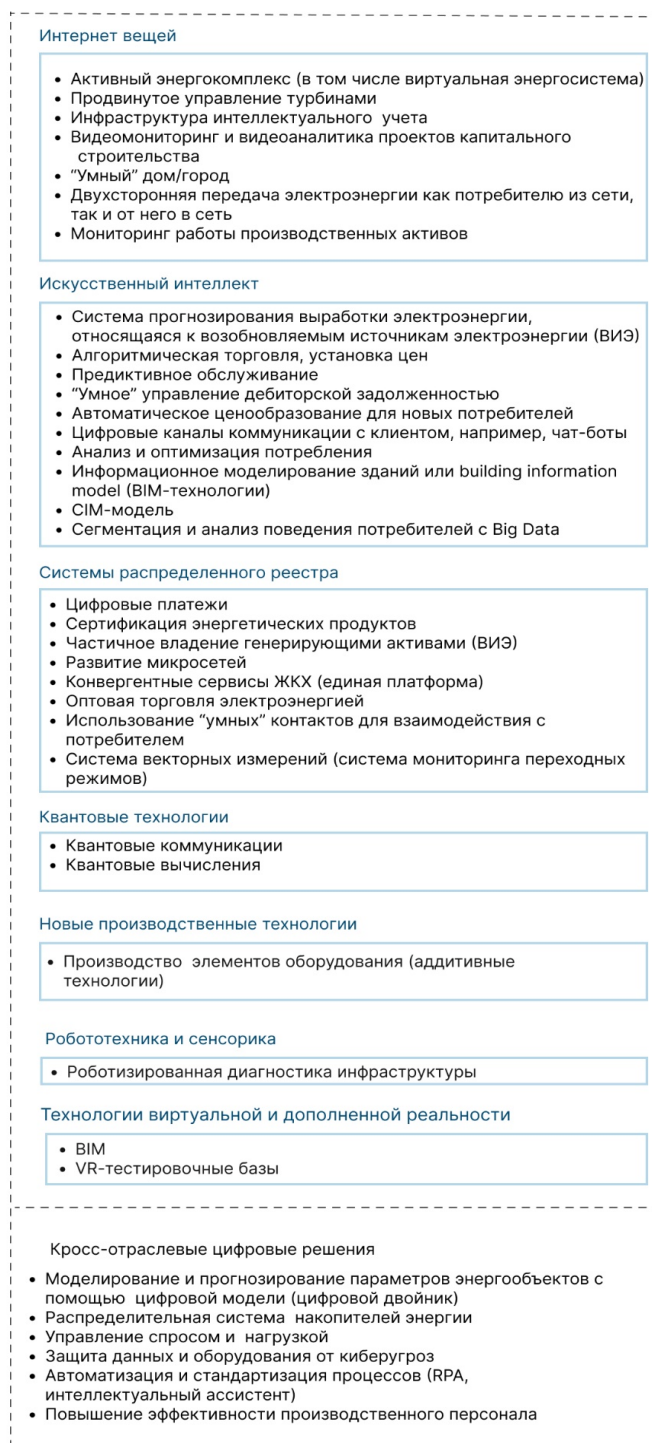 Интернет вещей
• Активный энергокомплекс (в том числе виртуальная энергосистема)
• Продвинутое управление турбинами
• Инфраструктура интеллектуального учета
• Видеомониторинг и видеоаналитика проектов капитального
строительства
• “Умный” дом/город
• Двухсторонняя передача электроэнергии как потребителю из сети,
так и от него в сеть
• Мониторинг работы производственных активов
Искусственный интеллект
• Система прогнозирования выработки электроэнергии,
относящаяся к возобновляемым источникам электроэнергии (ВИЭ)
• Алгоритмическая торговля, установка цен
• Предиктивное обслуживание
• “Умное” управление дебиторской задолженностью
• Автоматическое ценообразование для новых потребителей
• Цифровые каналы коммуникации с клиентом, например, чат-боты
• Анализ и оптимизация потребления
• Информационное моделирование зданий или building information
model (BIM-технологии)
• CIM-модель
• Сегментация и анализ поведения потребителей с Big Data
Системы распределенного реестра
• Цифровые платежи
• Сертификация энергетических продуктов
• Частичное владение генерирующими активами (ВИЭ)
• Развитие микросетей
• Конвергентные сервисы ЖКХ (единая платформа)
• Оптовая торговля электроэнергией
• Использование “умных” контактов для взаимодействия с
потребителем
• Система векторных измерений (система мониторинга переходных
режимов)
Квантовые технологии
• Квантовые коммуникации
• Квантовые вычисления
Новые производственные технологии
• Производство элементов оборудования (аддитивные
технологии)
Робототехника и сенсорика
• Роботизированная диагностика инфраструктуры
Технологии виртуальной и дополненной реальности
• BIM
• VR-тестировочные базы
Кросс-отраслевые цифровые решения
• Моделирование и прогнозирование параметров энергообъектов с
помощью цифровой модели (цифровой двойник)
• Распределительная система накопителей энергии
• Управление спросом и нагрузкой
• Защита данных и оборудования от киберугроз
• Автоматизация и стандартизация процессов (RPA,
интеллектуальный ассистент)
• Повышение эффективности производственного персонала